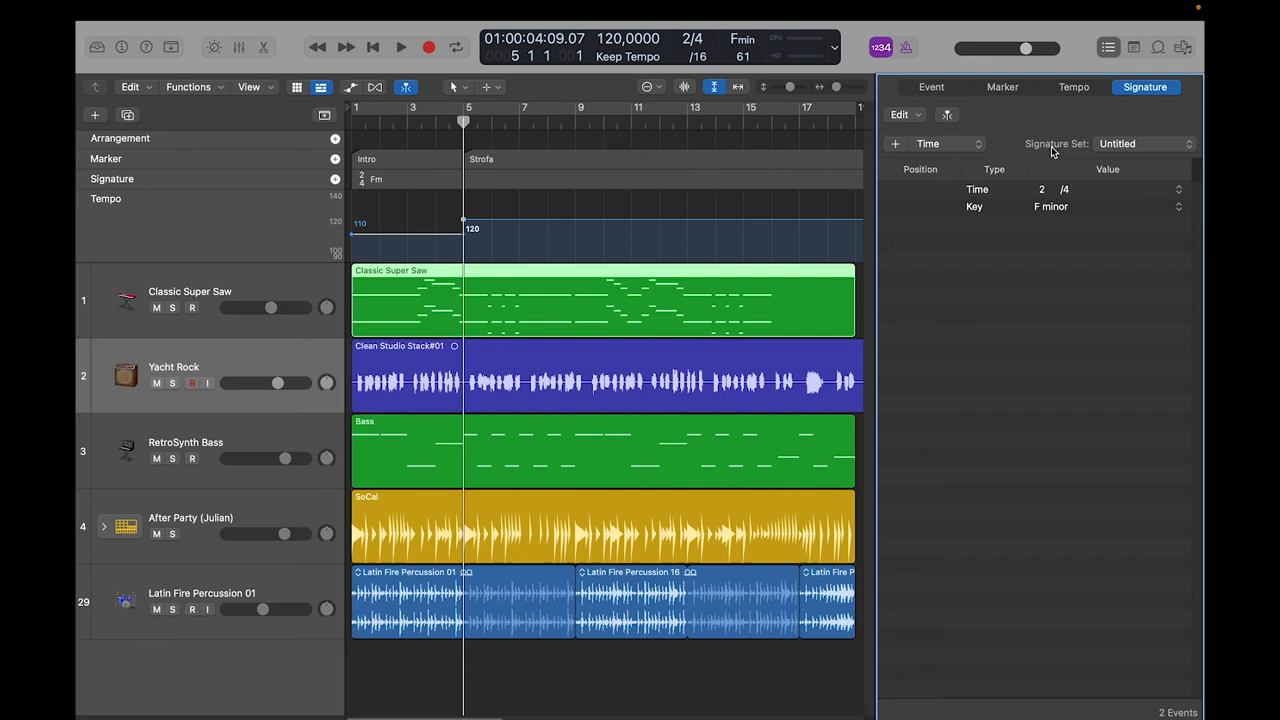 01:00:04:09.07 120,0000 2/4 Fmin CPU
5 1 1 1 Keep Tempo /16 61 HD
1234
Edit Functions View
1 3 5 7 9 11 13 15 17
Event Marker Tempo Signature
Edit
Time Signature Set: Untitled
Position Type Value
Time 2 /4
Key F minor
Arrangement
Marker
Intro Strofa
Signature
2
4 Fm
Tempo
140
120
100
90
110
120
1 Classic Super Saw
M S R
Classic Super Saw
2 Yacht Rock
M S R I
Clean Studio Stack#01
3 RetroSynth Bass
M S R
Bass
4 After Party (Julian)
M S
SoCal
29 Latin Fire Percussion 01
M S R I
Latin Fire Percussion 01 Latin Fire Percussion 16 Latin Fire P
2 Events